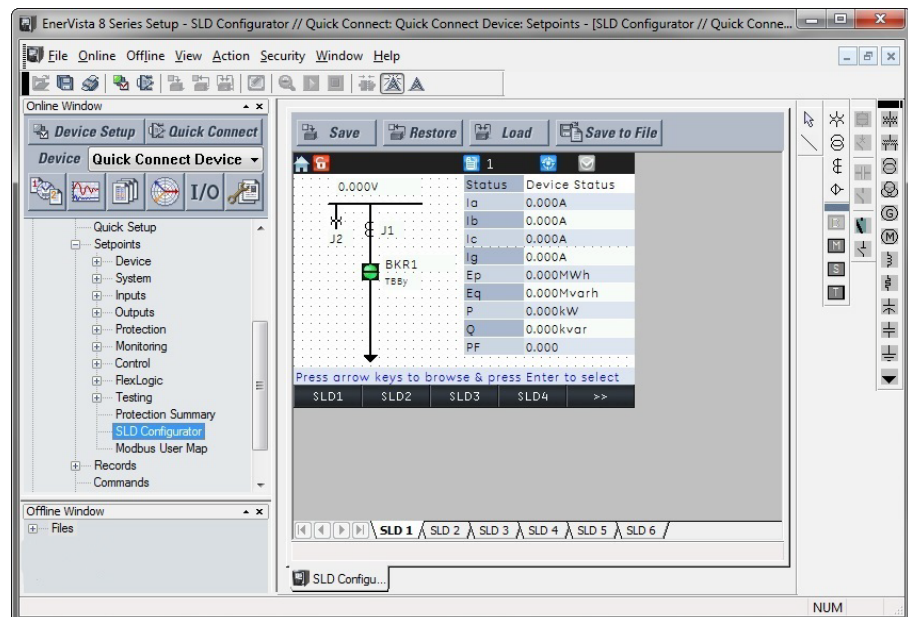 EnerVista 8 Series Setup - SLD Configurator // Quick Connect: Quick Connect Device: Setpoints - [SLD Configurator // Quick Conne...
File Online Offline View Action Security Window Help
Online Window
Device Setup Quick Connect
Device Quick Connect Device
I/O
Quick Setup
Setpoints
Device
System
Inputs
Outputs
Protection
Monitoring
Control
FlexLogic
Testing
Protection Summary
SLD Configurator
Modbus User Map
Records
Commands
Offline Window
Files
Save Restore Load Save to File
1
0.000V
J2
J1
BKR1
TBBy
Status Device Status
Ia 0.000A
Ib 0.000A
Ic 0.000A
Ig 0.000A
Ep 0.000MWh
Eq 0.000Mvarh
P 0.000kW
Q 0.000kvar
PF 0.000
Press arrow keys to browse & press Enter to select
SLD1 SLD2 SLD3 SLD4 >>
SLD 1 SLD 2 SLD 3 SLD 4 SLD 5 SLD 6
SLD Configu...
G
M
M
S
T
NUM